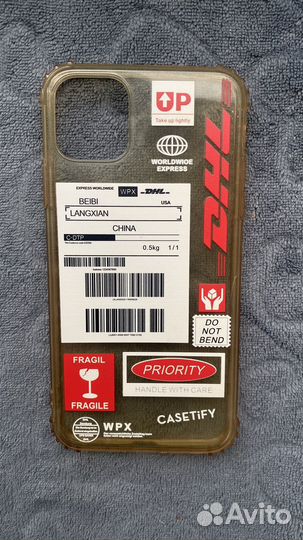 UP
Take up lightly
WORLDWIDE
EXPRESS
DHL
EXPRESS WORLDWIDE WPX DHL
BEIBI USA
LANGXIAN
CHINA
C-DTP
0.5kg 1/1
DO
NOT
BEND
FRAGIL
FRAGILE
PRIORITY
HANDLE WITH CARE
CASETiFY
WPX
Avito